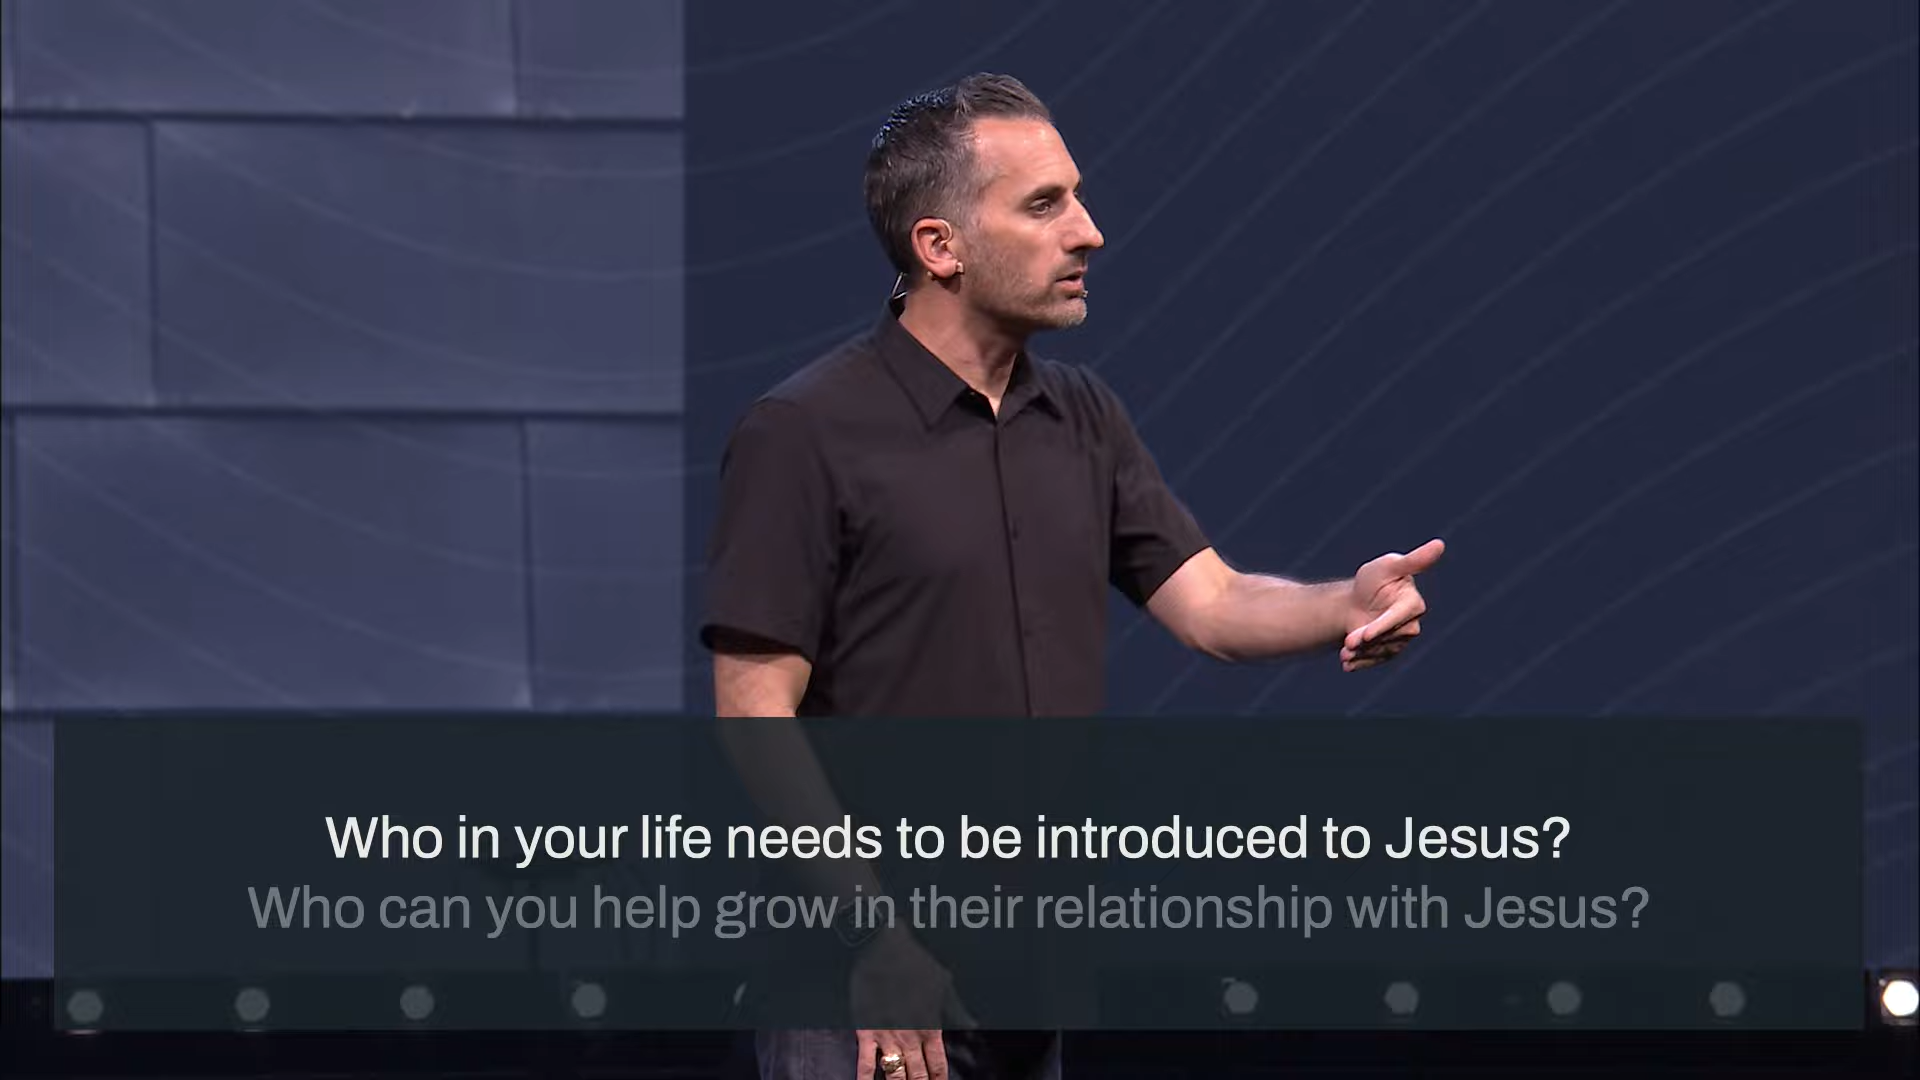 Who in your life needs to be introduced to Jesus?
Who can you help grow in their relationship with Jesus?